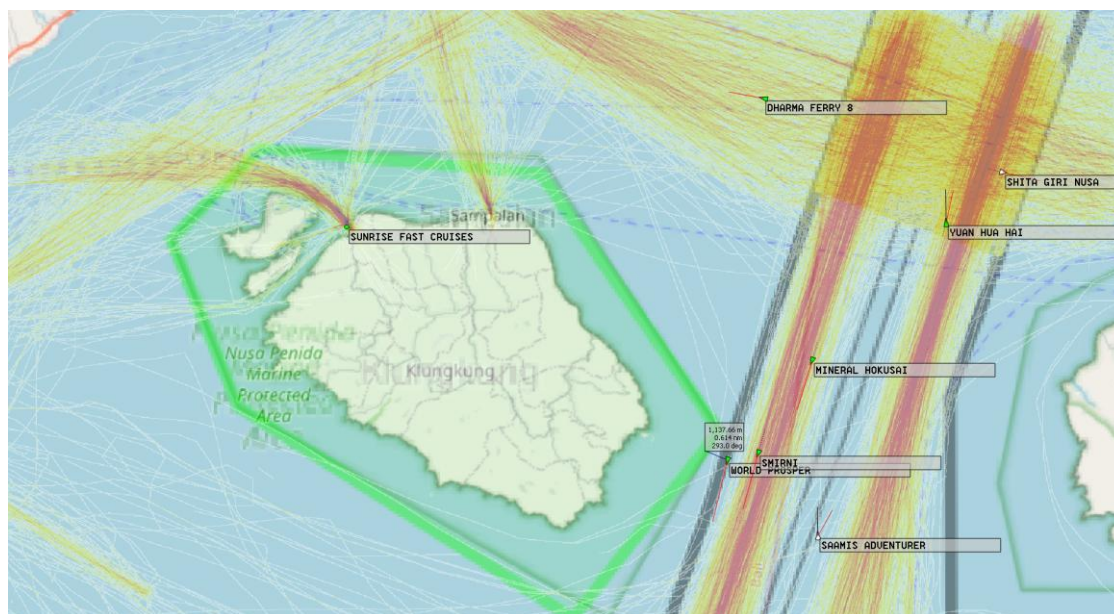 DHARMA FERRY 8
SHITA GIRI NUSA
Sampalan
SUNRISE FAST CRUISES
YUAN HUA HAI
Nusa Penida
Marine
Protected
Area
Klungkung
MINERAL HOKUSAI
1,137.66 m
0.614 nm
293.0 deg
SMIRNI
WORLD PROSPER
SAAMIS ADVENTURER